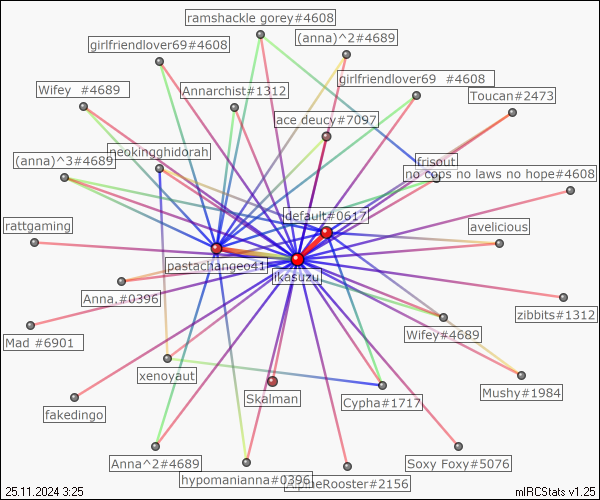 ramshackle gorey#4608
(anna)^2#4689
girlfriendlover69#4608
girlfriendlover69  #4608
Wifey  #4689
Annarchist#1312
Toucan#2473
ace deucy#7097
neokingghidorah
frisout
(anna)^3#4689
no cops no laws no hope#4608
default#0617
rattgaming
avelicious
pastachangeo41
ikasuzu
Anna,#0396
zibbits#1312
Wifey#4689
Mad #6901
xenoyaut
Mushy#1984
Skalman
Cypha#1717
fakedingo
Anna^2#4689
Soxy Foxy#5076
hypomanianna#0396
AlpineRooster#2156
25.11.2024 3:25
mIRCStats v1.25